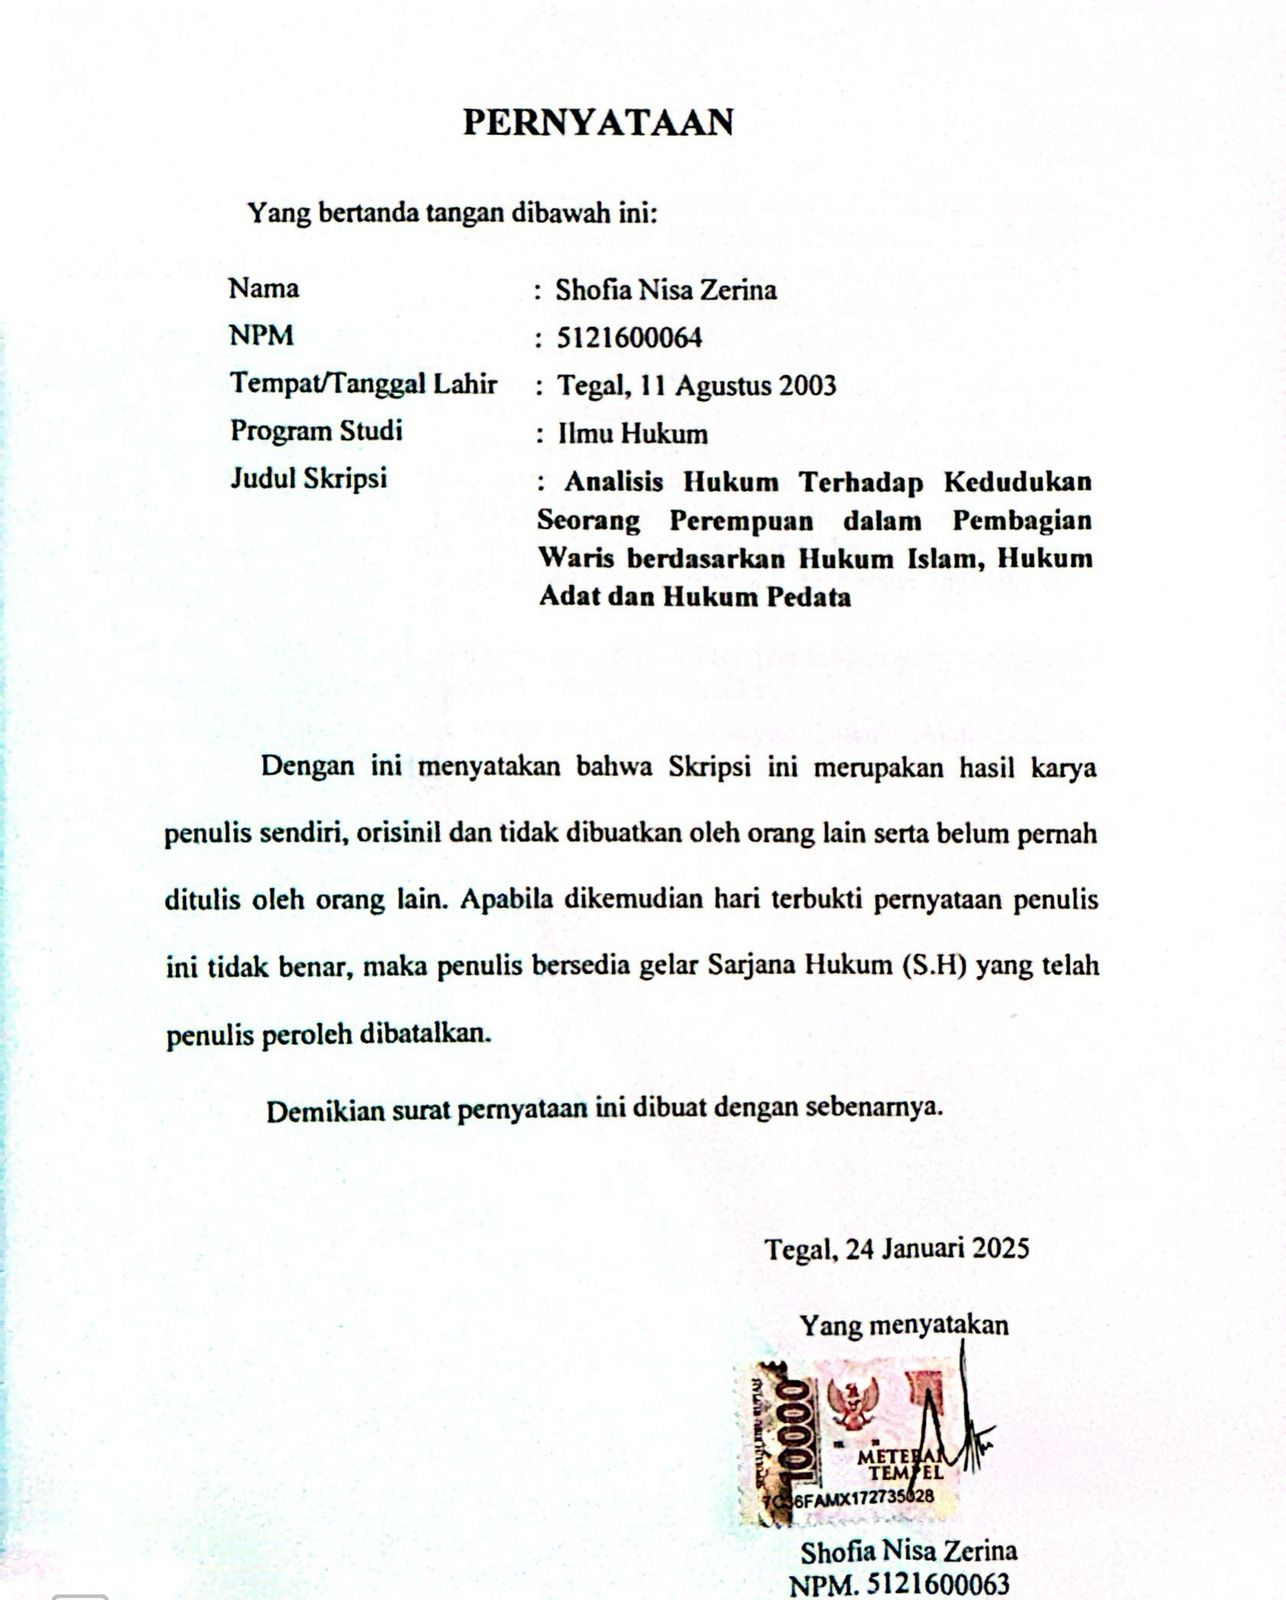 PERNYATAAN
Yang bertanda tangan dibawah ini:
Nama : Shofia Nisa Zerina
NPM : 5121600064
Tempat/Tanggal Lahir : Tegal, 11 Agustus 2003
Program Studi : Ilmu Hukum
Judul Skripsi : Analisis Hukum Terhadap Kedudukan
Seorang Perempuan dalam Pembagian
Waris berdasarkan Hukum Islam, Hukum
Adat dan Hukum Pedata
Dengan ini menyatakan bahwa Skripsi ini merupakan hasil karya
penulis sendiri, orisinil dan tidak dibuatkan oleh orang lain serta belum pernah
ditulis oleh orang lain. Apabila dikemudian hari terbukti pernyataan penulis
ini tidak benar, maka penulis bersedia gelar Sarjana Hukum (S.H) yang telah
penulis peroleh dibatalkan.
Demikian surat pernyataan ini dibuat dengan sebenarnya.
Tegal, 24 Januari 2025
Yang menyatakan
10000
METERAI
TEMPEL
Shofia Nisa Zerina
NPM. 5121600063